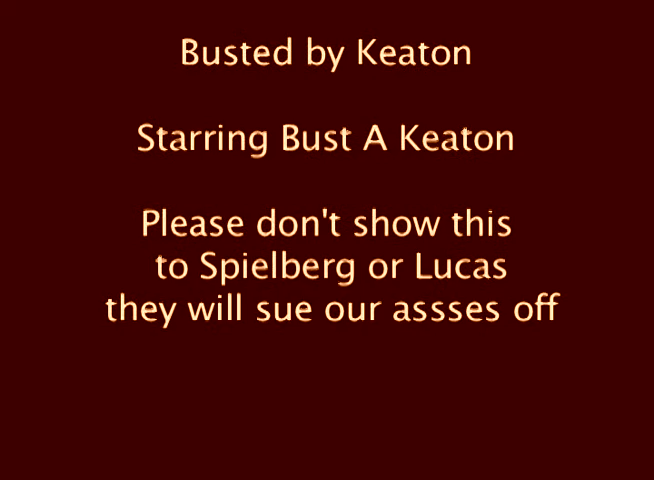 Busted by Keaton
Starring Bust A Keaton
Please don't show this
to Spielberg or Lucas
they will sue our assses off